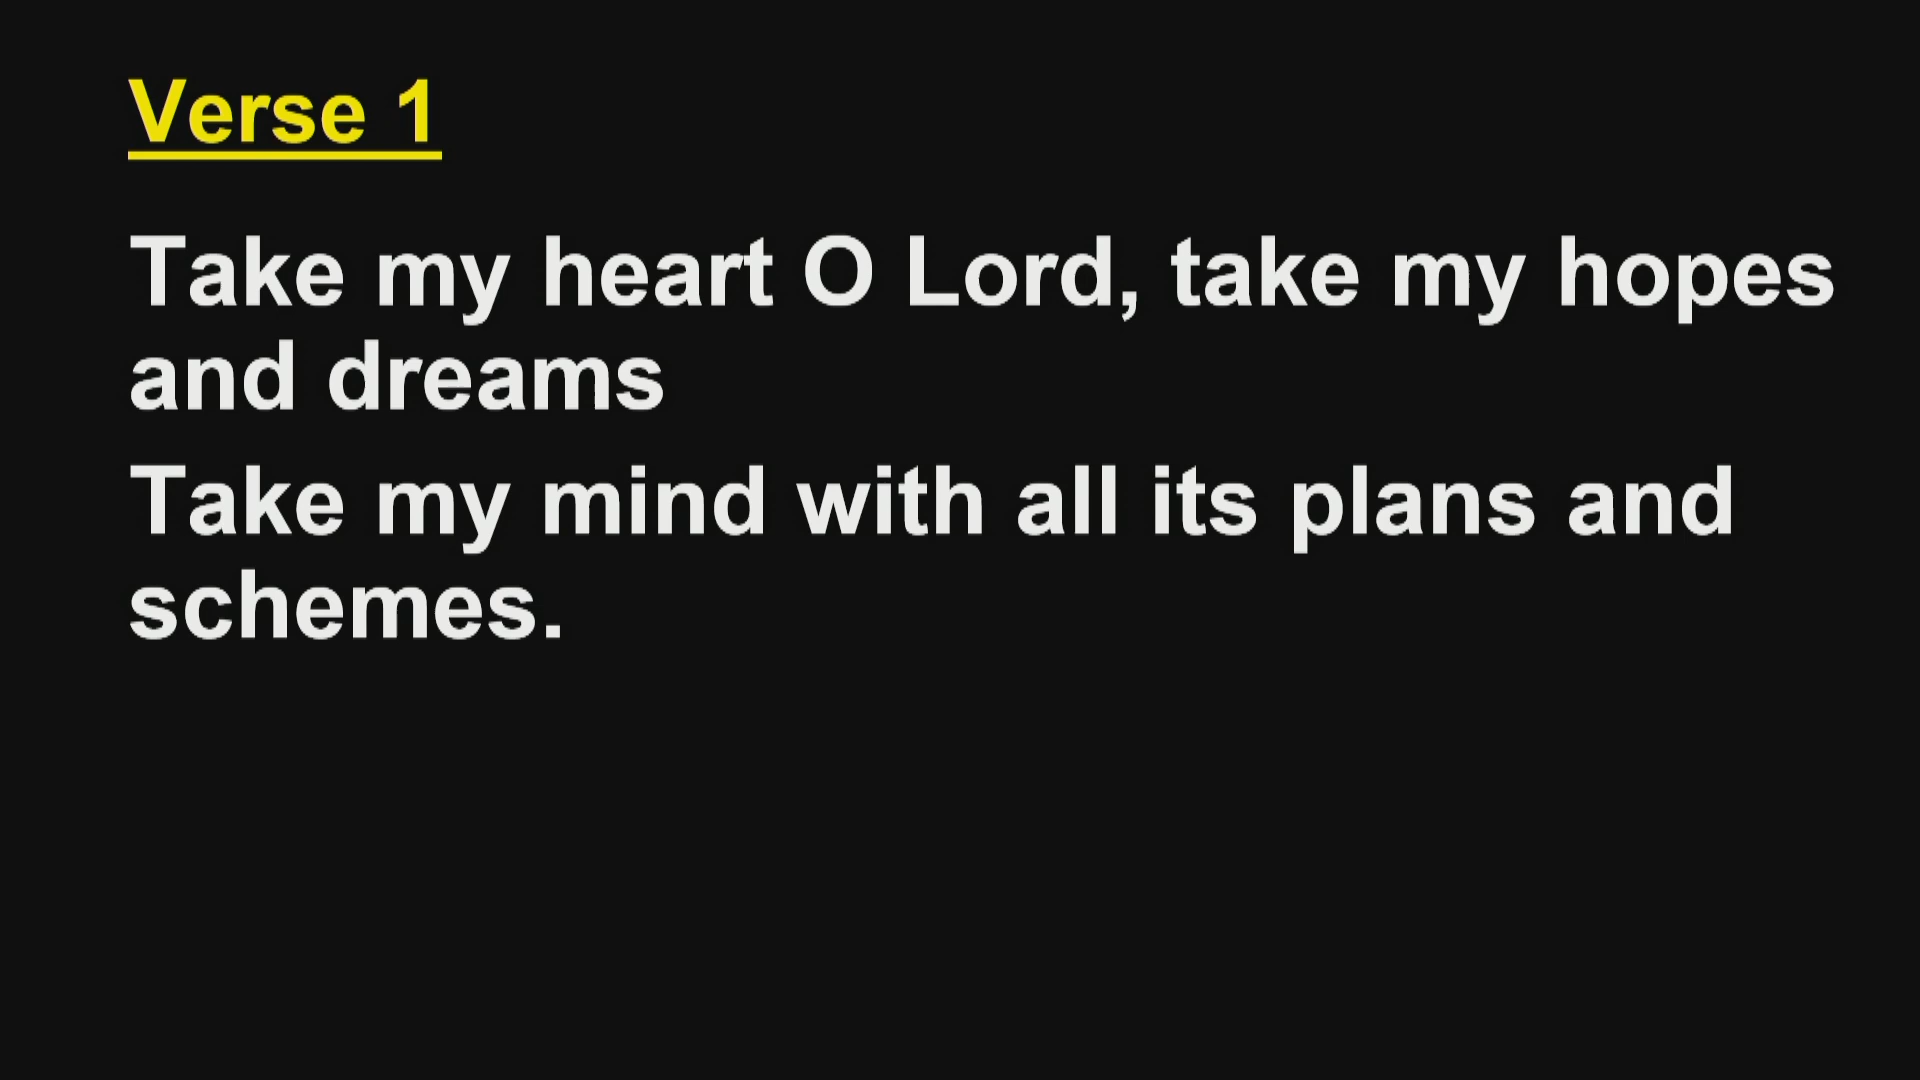 Verse 1
Take my heart O Lord, take my hopes
and dreams
Take my mind with all its plans and
schemes.